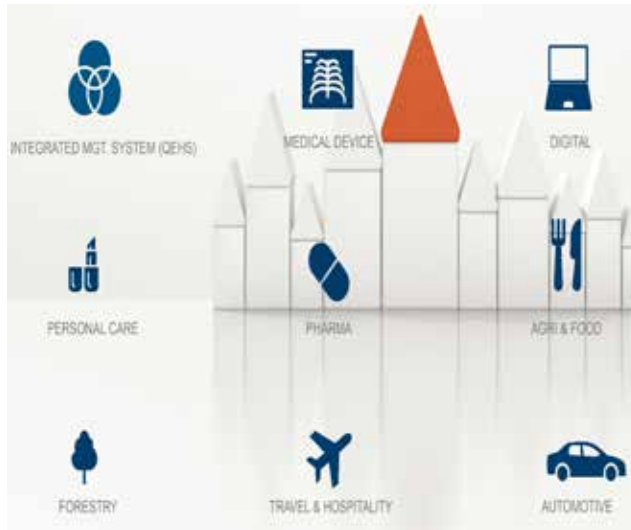 INTEGRATED MGT. SYSTEM (QEHS)
MEDICAL DEVICE
DIGITAL
PERSONAL CARE
PHARMA
AGRI & FOOD
FORESTRY
TRAVEL & HOSPITALITY
AUTOMOTIVE